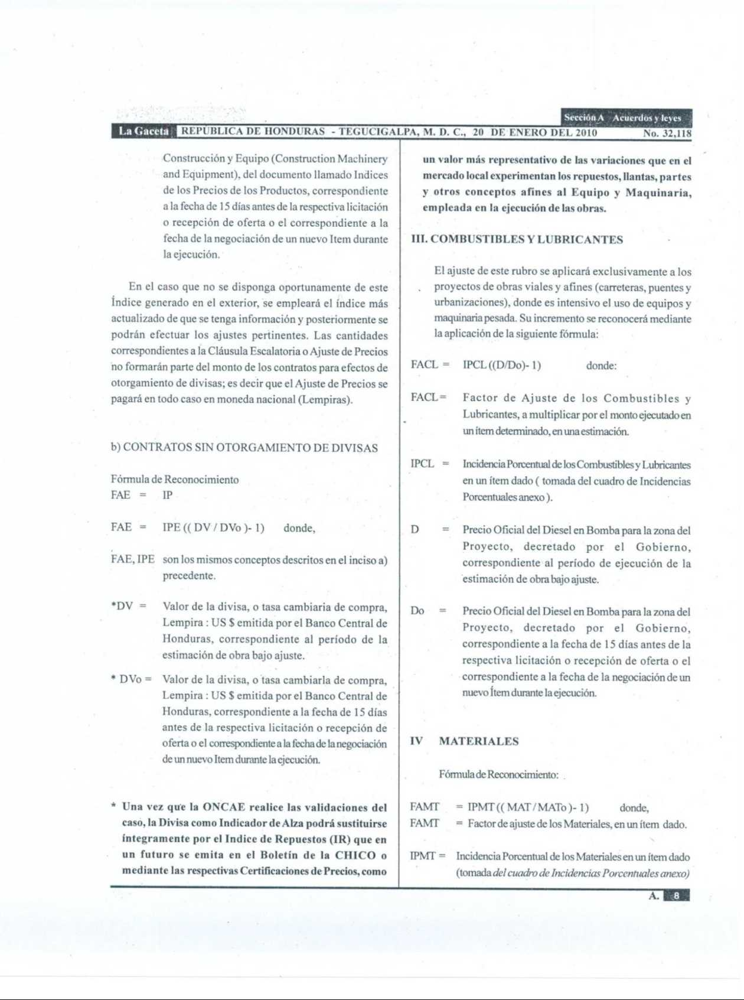 Sección A Acuerdos y leyes
La Gaceta REPUBLICA DE HONDURAS - TEGUCIGALPA, M. D. C., 20 DE ENERO DEL 2010 No. 32,118
Construcción y Equipo (Construction Machinery
and Equipment), del documento llamado Indices
de los Precios de los Productos, correspondiente
a la fecha de 15 días antes de la respectiva licitación
o recepción de oferta o el correspondiente a la
fecha de la negociación de un nuevo Item durante
la ejecución.
En el caso que no se disponga oportunamente de este
Índice generado en el exterior, se empleará el índice más
actualizado de que se tenga información y posteriormente se
podrán efectuar los ajustes pertinentes. Las cantidades
correspondientes a la Cláusula Escalatoria o Ajuste de Precios
no formarán parte del monto de los contratos para efectos de
otorgamiento de divisas; es decir que el Ajuste de Precios se
pagará en todo caso en moneda nacional (Lempiras).
b) CONTRATOS SIN OTORGAMIENTO DE DIVISAS
Fórmula de Reconocimiento
FAE = IP
FAE = IPE (( DV / DVo )- 1) donde,
FAE, IPE son los mismos conceptos descritos en el inciso a)
precedente.
*DV = Valor de la divisa, o tasa cambiaria de compra,
Lempira : US $ emitida por el Banco Central de
Honduras, correspondiente al período de la
estimación de obra bajo ajuste.
* DVo = Valor de la divisa, o tasa cambiarla de compra,
Lempira : US $ emitida por el Banco Central de
Honduras, correspondiente a la fecha de 15 días
antes de la respectiva licitación o recepción de
oferta o el correspondiente a la fecha de la negociación
de un nuevo Item durante la ejecución.
* Una vez que la ONCAE realice las validaciones del
caso, la Divisa como Indicador de Alza podrá sustituirse
íntegramente por el Indice de Repuestos (IR) que en
un futuro se emita en el Boletín de la CHICO o
mediante las respectivas Certificaciones de Precios, como
un valor más representativo de las variaciones que en el
mercado local experimentan los repuestos, llantas, partes
y otros conceptos afines al Equipo y Maquinaria,
empleada en la ejecución de las obras.
III. COMBUSTIBLES Y LUBRICANTES
El ajuste de este rubro se aplicará exclusivamente a los
proyectos de obras viales y afines (carreteras, puentes y
urbanizaciones), donde es intensivo el uso de equipos y
maquinaria pesada. Su incremento se reconocerá mediante
la aplicación de la siguiente fórmula:
FACL = IPCL ((D/Do)- 1) donde:
FACL = Factor de Ajuste de los Combustibles y
Lubricantes, a multiplicar por el monto ejecutado en
un ítem determinado, en una estimación.
IPCL = Incidencia Porcentual de los Combustibles y Lubricantes
en un ítem dado ( tomada del cuadro de Incidencias
Porcentuales anexo ).
D = Precio Oficial del Diesel en Bomba para la zona del
Proyecto, decretado por el Gobierno,
correspondiente al período de ejecución de la
estimación de obra bajo ajuste.
Do = Precio Oficial del Diesel en Bomba para la zona del
Proyecto, decretado por el Gobierno,
correspondiente a la fecha de 15 días antes de la
respectiva licitación o recepción de oferta o el
correspondiente a la fecha de la negociación de un
nuevo Ítem durante la ejecución.
IV MATERIALES
Fórmula de Reconocimiento:
FAMT = IPMT (( MAT / MATo )- 1) donde,
FAMT = Factor de ajuste de los Materiales, en un ítem dado.
IPMT = Incidencia Porcentual de los Materiales en un ítem dado
(tomada del cuadro de Incidencias Porcentuales anexo)
A. 8